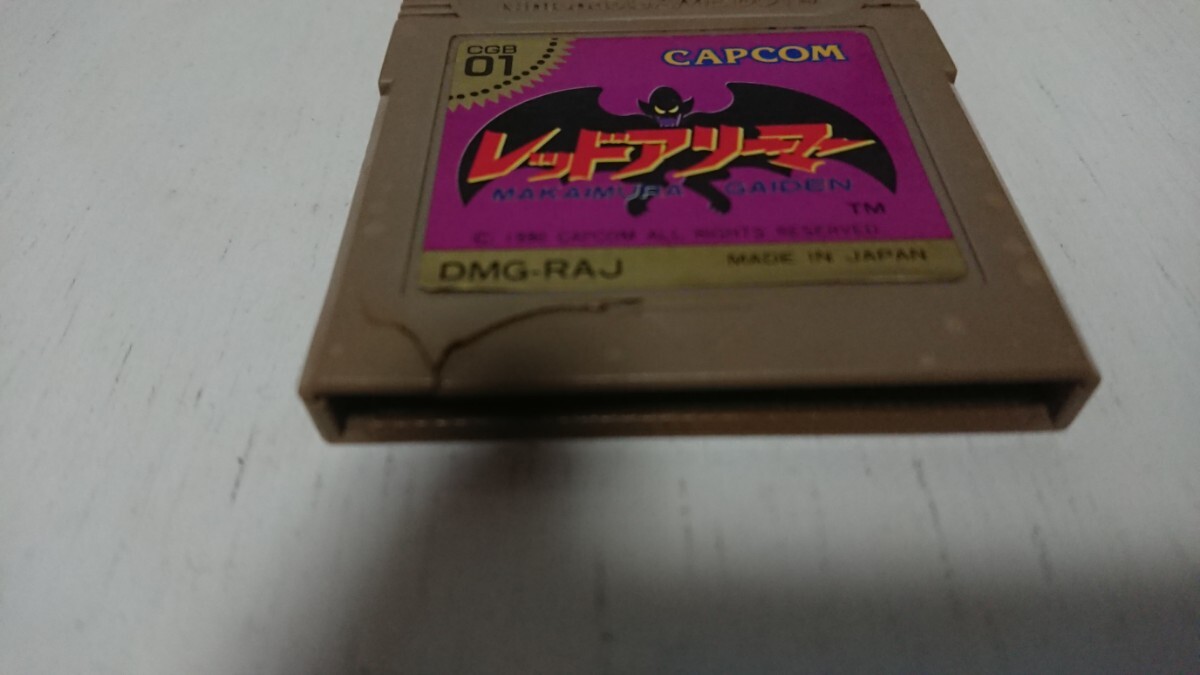 CGB
01
CAPCOM
レッドアリーマー
MAKAIMURA GAIDEN
TM
© 1990 CAPCOM ALL RIGHTS RESERVED
DMG-RAJ
MADE IN JAPAN